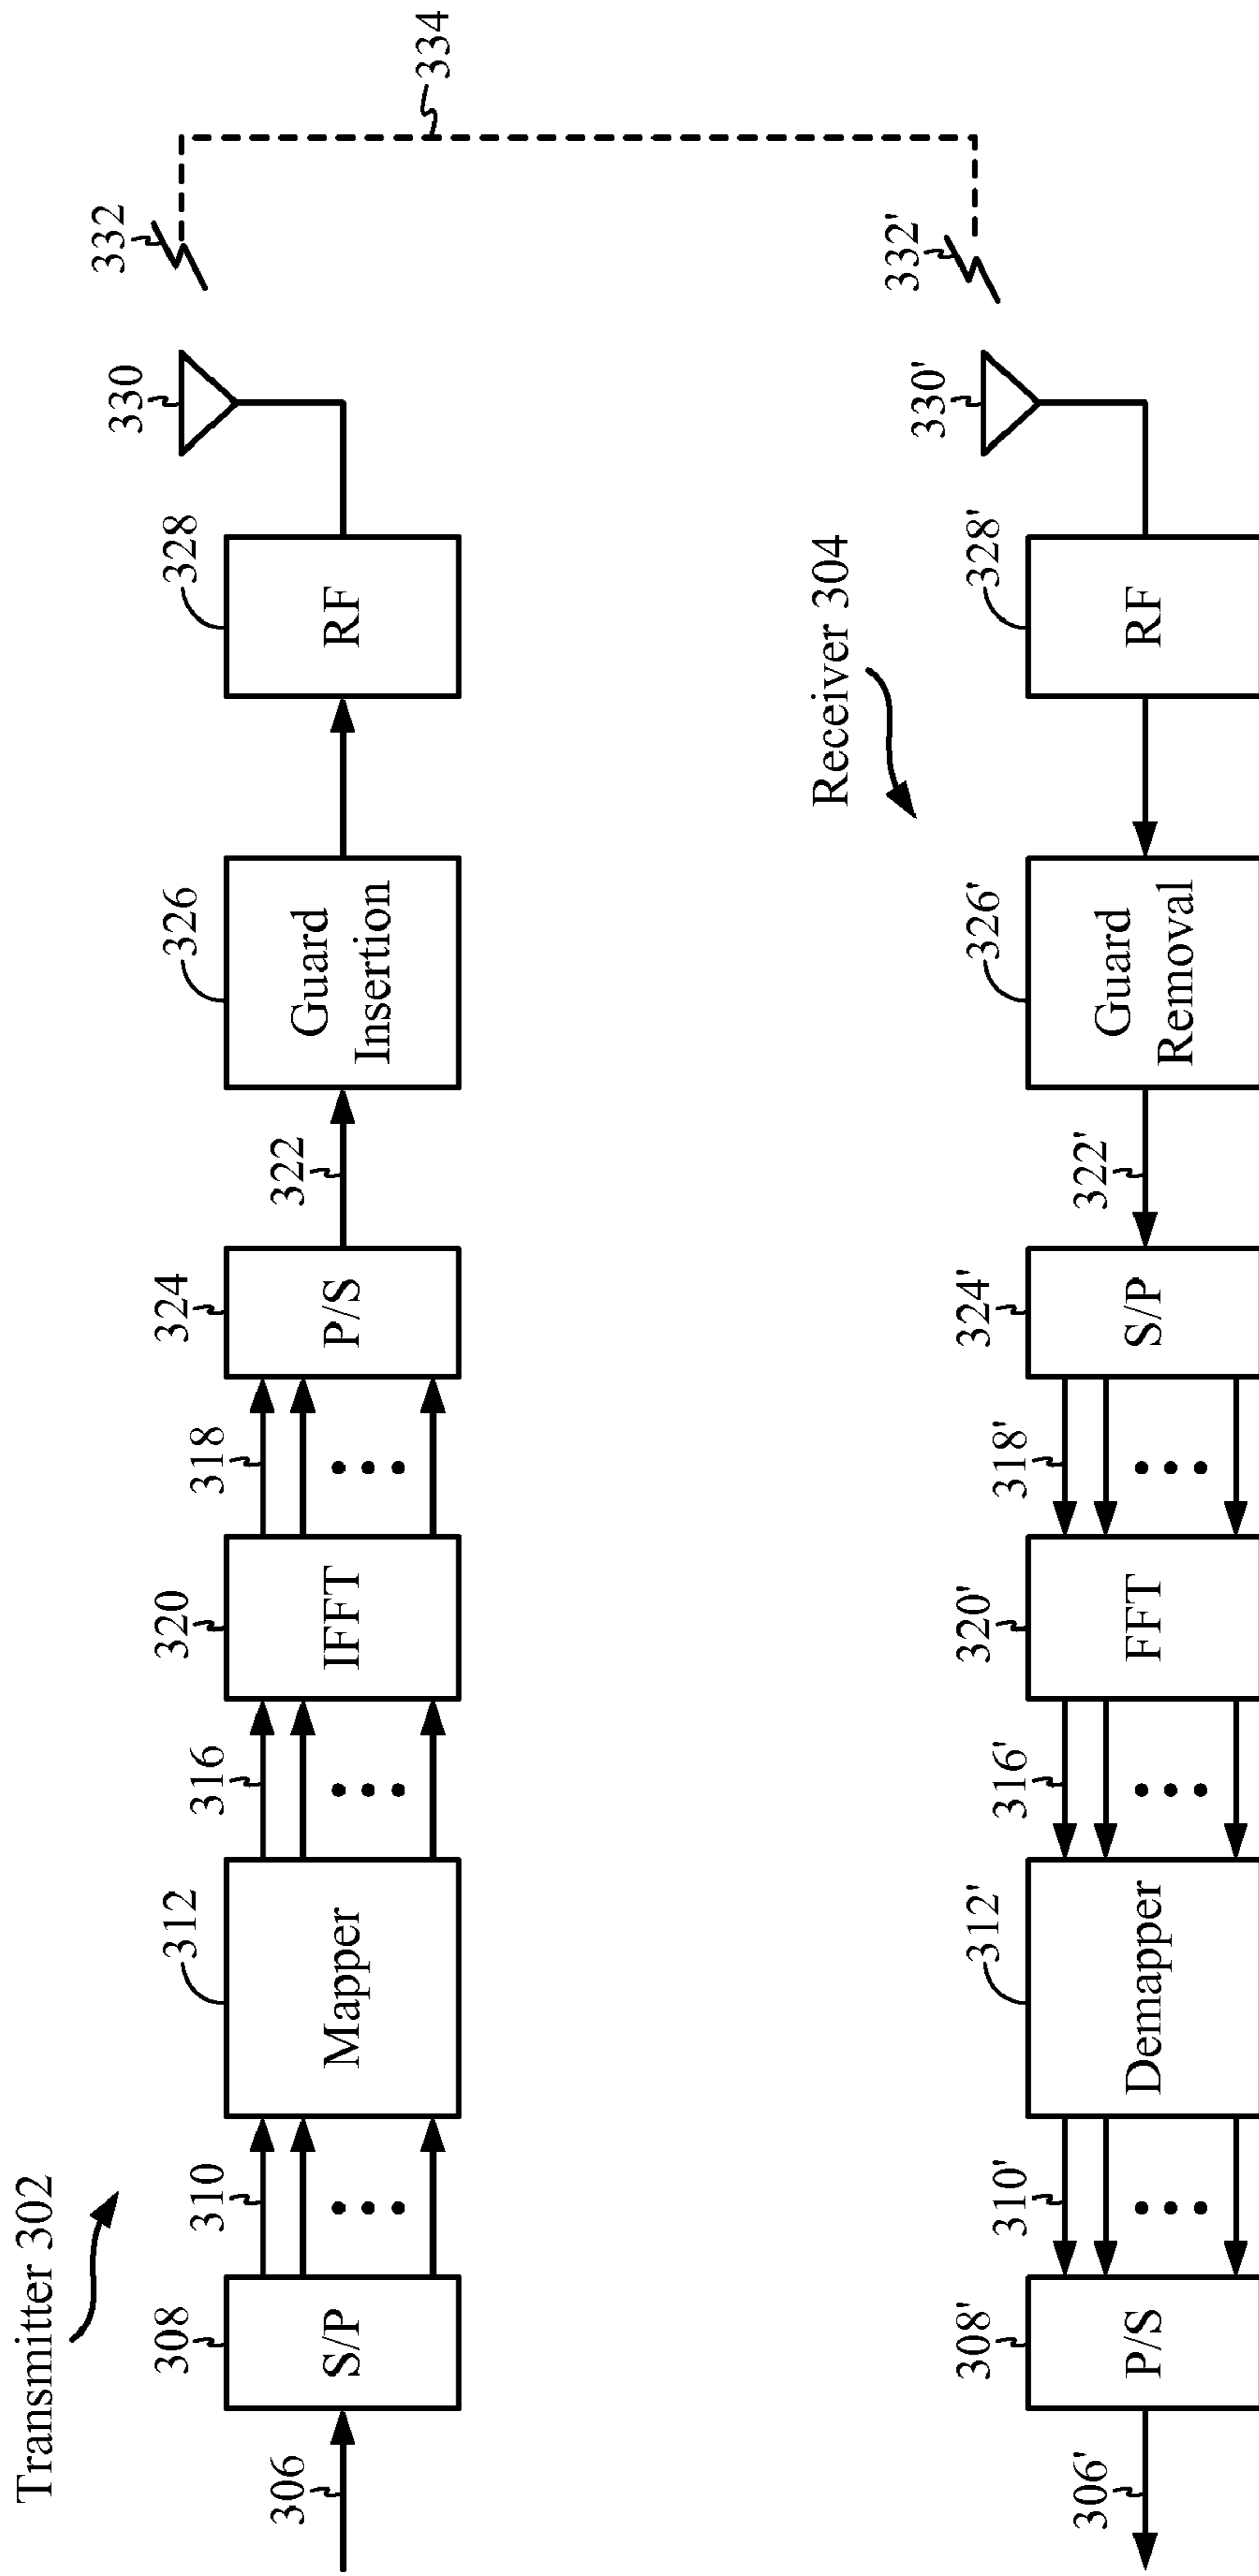 Transmitter 302
306
308
S/P
310
312
Mapper
316
320
IFFT
318
324
P/S
322
326
Guard
Insertion
328
RF
330
332
334
Receiver 304
306'
308'
P/S
310'
312'
Demapper
316'
320'
FFT
318'
324'
S/P
322'
326'
Guard
Removal
328'
RF
330'
332'